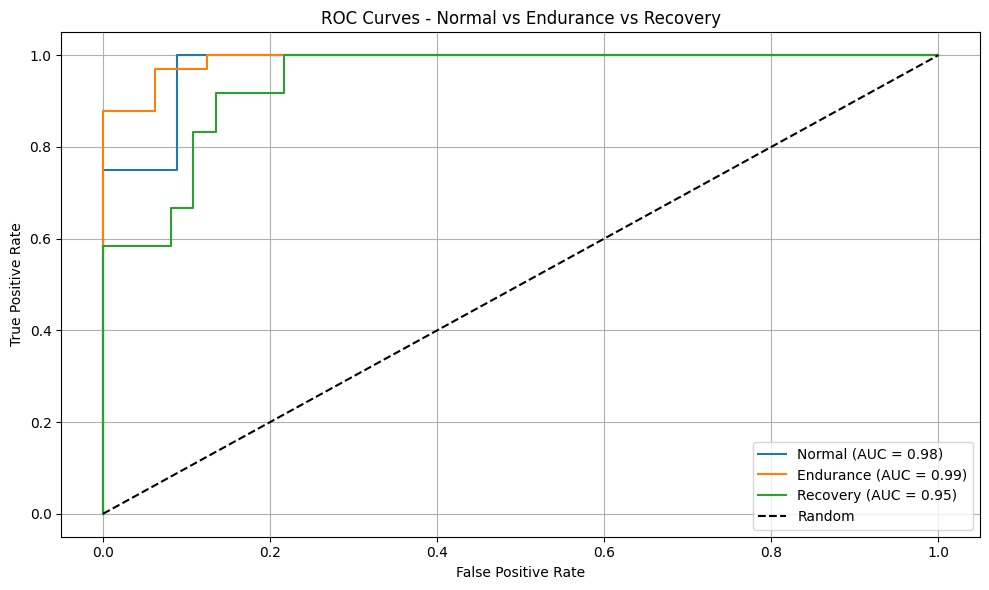 ROC Curves - Normal vs Endurance vs Recovery
True Positive Rate
1.0
0.8
0.6
0.4
0.2
0.0
Normal (AUC = 0.98)
Endurance (AUC = 0.99)
Recovery (AUC = 0.95)
Random
0.0 0.2 0.4 0.6 0.8 1.0
False Positive Rate